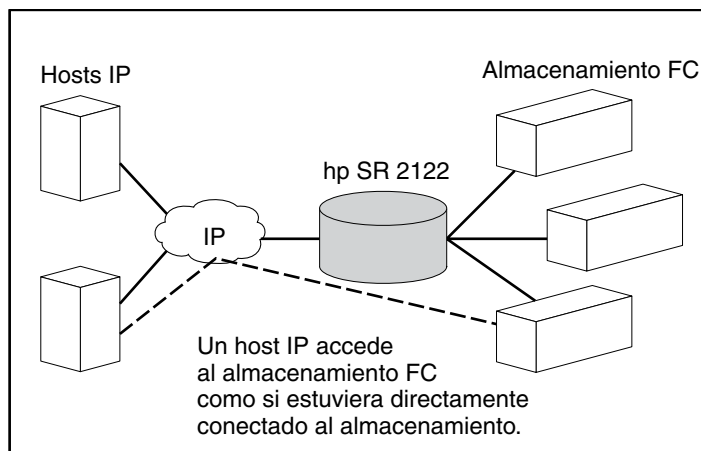 Hosts IP
Almacenamiento FC
hp SR 2122
IP
Un host IP accede
al almacenamiento FC
como si estuviera directamente
conectado al almacenamiento.